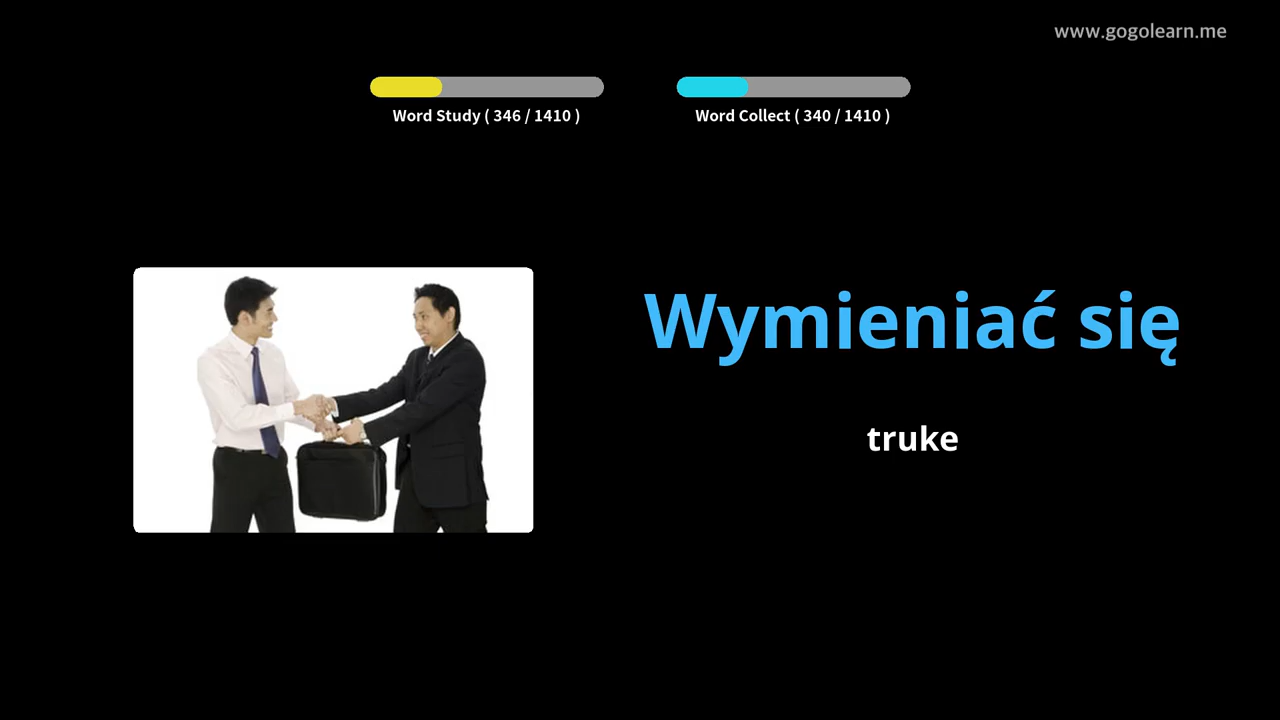 www.gogolearn.me
Word Study ( 346 / 1410 )
Word Collect ( 340 / 1410 )
Wymieniać się
truke